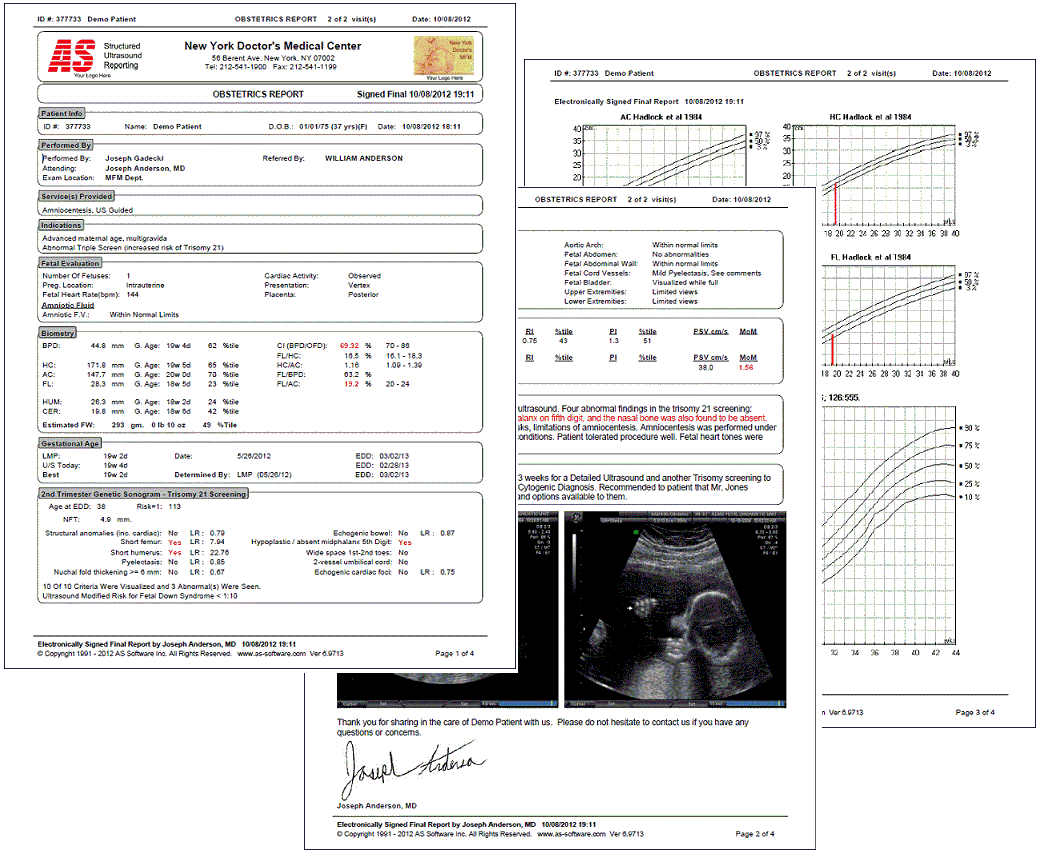 ID #: 377733 Demo Patient OBSTETRICS REPORT 2 of 2 visit(s) Date: 10/08/2012
AS Structured Ultrasound Reporting
Your Logo Here
New York Doctor's Medical Center
56 Berent Ave, New York, NY 07002
Tel: 212-541-1900 Fax: 212-541-1199
New York Doctor's MFM
Your Logo Here
OBSTETRICS REPORT Signed Final 10/08/2012 19:11
Patient Info
ID #: 377733 Name: Demo Patient D.O.B.: 01/01/75 (37 yrs)(F) Date: 10/08/2012 18:11
Performed By
Performed By: Joseph Gadecki Referred By: WILLIAM ANDERSON
Attending: Joseph Anderson, MD
Exam Location: MFM Dept.
Service(s) Provided
Amniocentesis, US Guided
Indications
Advanced maternal age, multigravida
Abnormal Triple Screen (increased risk of Trisomy 21)
Fetal Evaluation
Number Of Fetuses: 1 Cardiac Activity: Observed
Preg. Location: Intrauterine Presentation: Vertex
Fetal Heart Rate(bpm): 144 Placenta: Posterior
Amniotic Fluid
Amniotic F.V.: Within Normal Limits
Biometry
BPD: 44.8 mm G. Age: 19w 4d 62 %tile CI (BPD/OFD): 69.32 % 70 - 86
FL/HC: 16.5 % 16.1 - 18.3
HC: 171.8 mm G. Age: 19w 5d 65 %tile HC/AC: 1.16 1.09 - 1.39
AC: 147.7 mm G. Age: 20w 0d 70 %tile FL/BPD: 63.2 %
FL: 28.3 mm G. Age: 18w 5d 23 %tile FL/AC: 19.2 % 20 - 24
HUM: 26.3 mm G. Age: 18w 2d 24 %tile
CER: 19.8 mm G. Age: 18w 6d 42 %tile
Estimated FW: 293 gm. 0 lb 10 oz 49 %Tile
Gestational Age
LMP: 19w 2d Date: 5/26/2012 EDD: 03/02/13
U/S Today: 19w 4d EDD: 02/28/13
Best 19w 2d Determined By: LMP (05/26/12) EDD: 03/02/13
2nd Trimester Genetic Sonogram - Trisomy 21 Screening
Age at EDD: 38 Risk=1: 113
NFT: 4.9 mm.
Structural anomalies (inc. cardiac): No LR : 0.79 Echogenic bowel: No LR : 0.87
Short femur: Yes LR : 7.94 Hypoplastic / absent midphalanx 5th Digit: Yes
Short humerus: Yes LR : 22.76 Wide space 1st-2nd toes: No
Pyelectasis: No LR : 0.85 2-vessel umbilical cord: No
Nuchal fold thickening >= 6 mm: No LR : 0.67 Echogenic cardiac foci: No LR : 0.75
10 Of 10 Criteria Were Visualized and 3 Abnormal(s) Were Seen.
Ultrasound Modified Risk for Fetal Down Syndrome < 1:10
Electronically Signed Final Report by Joseph Anderson, MD 10/08/2012 19:11
© Copyright 1991 - 2012 AS Software Inc. All Rights Reserved. www.as-software.com Ver 6.9713 Page 1 of 4
OBSTETRICS REPORT 2 of 2 visit(s) Date: 10/08/2012
Aortic Arch: Within normal limits
Fetal Abdomen: No abnormalities
Fetal Abdominal Wall: Within normal limits
Fetal Cord Vessels: Mild Pyelectasis, See comments
Fetal Bladder: Visualized while full
Upper Extremities: Limited views
Lower Extremities: Limited views
RI %tile PI %tile PSV cm/s MoM
0.75 43 1.3 51
RI %tile PI %tile PSV cm/s MoM
38.0 1.56
ultrasound. Four abnormal findings in the trisomy 21 screening:
alanx on fifth digit, and the nasal bone was also found to be absent.
ks, limitations of amniocentesis. Amniocentesis was performed under
onditions. Patient tolerated procedure well. Fetal heart tones were
3 weeks for a Detailed Ultrasound and another Trisomy screening to
Cytogenic Diagnosis. Recommended to patient that Mr. Jones
and options available to them.
Thank you for sharing in the care of Demo Patient with us. Please do not hesitate to contact us if you have any
questions or concerns.
Joseph Anderson
Joseph Anderson, MD
Electronically Signed Final Report by Joseph Anderson, MD 10/08/2012 19:11
© Copyright 1991 - 2012 AS Software Inc. All Rights Reserved. www.as-software.com Ver 6.9713 Page 2 of 4
ID #: 377733 Demo Patient OBSTETRICS REPORT 2 of 2 visit(s) Date: 10/08/2012
Electronically Signed Final Report 10/08/2012 19:11
AC Hadlock et al 1984
40
35
30
25
20
HC Hadlock et al 1984
40
35
30
25
20
97 %
50 %
3 %
18 20 22 24 26 28 30 32 34 36 38 40
FL Hadlock et al 1984
97 %
50 %
3 %
18 20 22 24 26 28 30 32 34 36 38 40
; 126:555.
90 %
75 %
50 %
25 %
10 %
32 34 36 38 40 42 44
n Ver 6.9713 Page 3 of 4